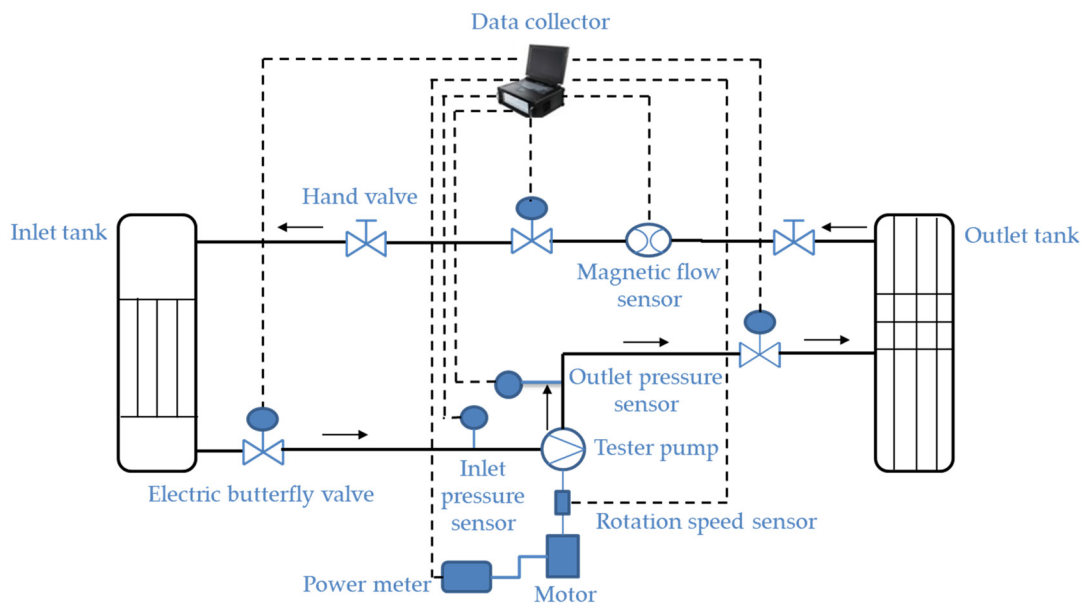 Data collector
Hand valve
Inlet tank
Outlet tank
Magnetic flow
sensor
Outlet pressure
sensor
Tester pump
Inlet
pressure
sensor
Electric butterfly valve
Rotation speed sensor
Power meter
Motor